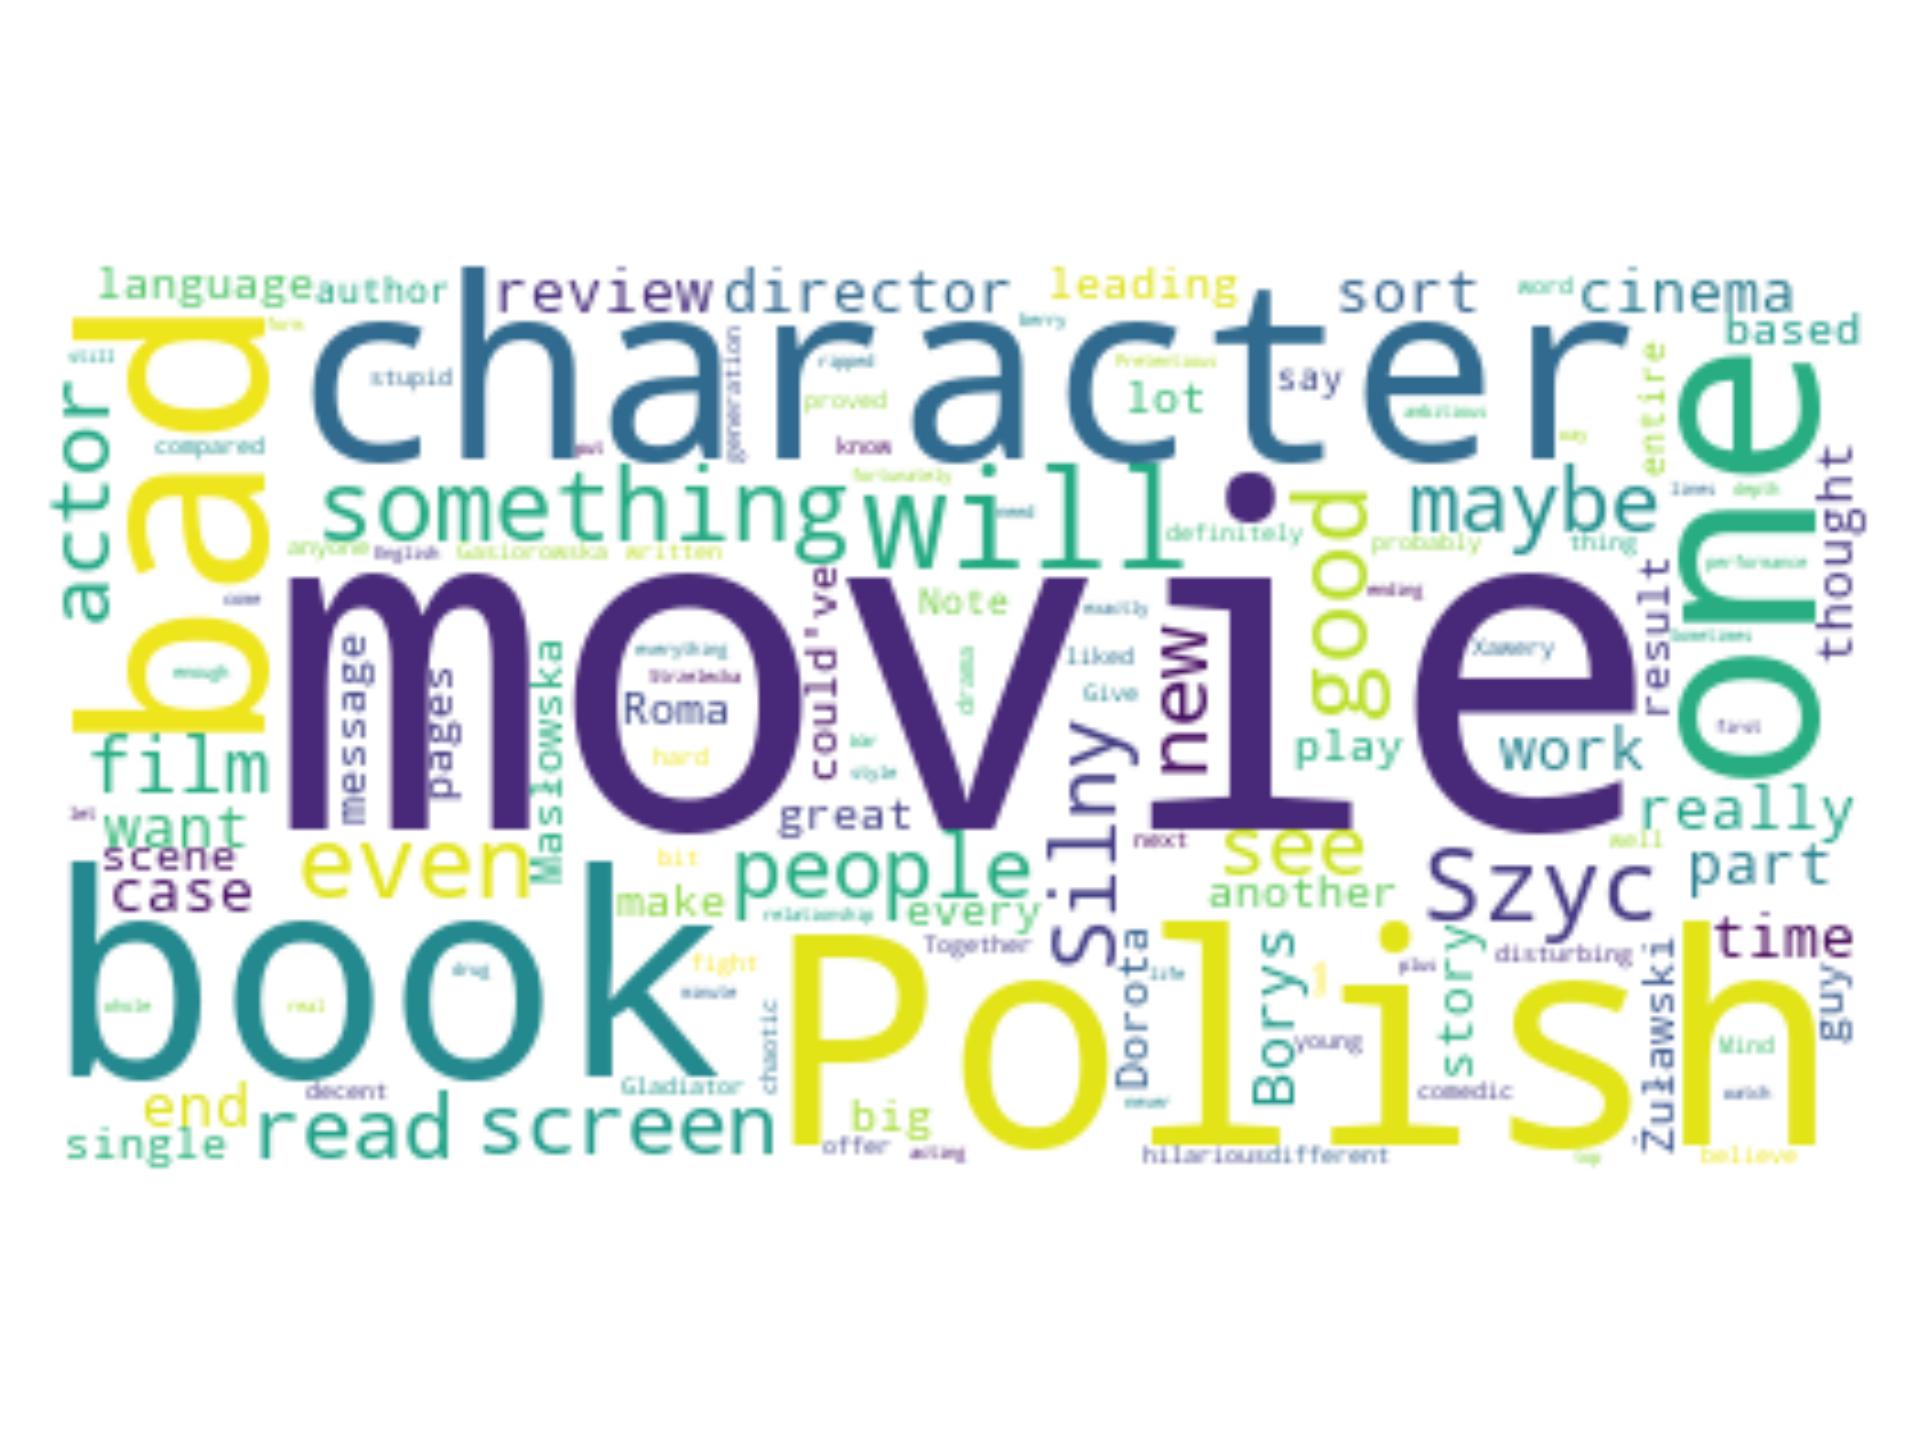 language author review director leading sort word cinema
form berry based
still stupid generation ripped Pretentious say entire
actor bad character proved lot ambitious one
compared put know way thought
something will fortunately maybe lines depth
need good definitely probably thing
anyone English Gasiorowska written
come movie could've Note exactly ending result performance
enough message everything drama liked new Xawery Sometimes
pages Masłowska Strzelecka Roma Give first
film hard style Silny play work
let want great really
scene even bit people next see well
case make relationship every another Szyc part
book Polish Together time
drug fight Dorota life Borys 1 plus story disturbing Żuławski guy
whole real minute chaotic young Mind
decent Gladiator comedic watch
end read screen big never
single offer acting hilarious different top believe